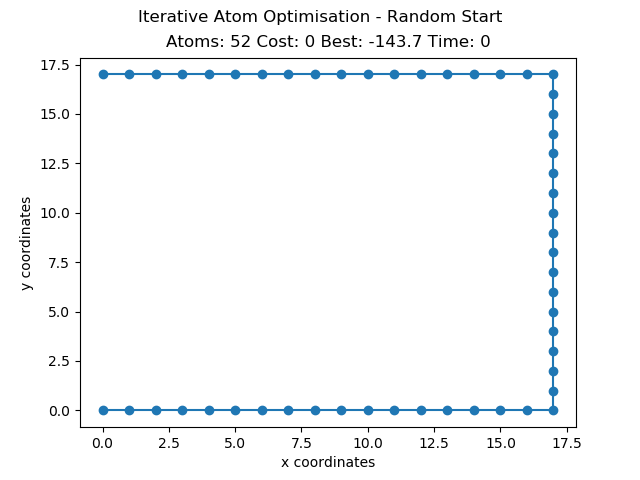 Iterative Atom Optimisation - Random Start
Atoms: 52 Cost: 0 Best: -143.7 Time: 0
17.5
15.0
12.5
10.0
7.5
5.0
2.5
0.0
y coordinates
0.0 2.5 5.0 7.5 10.0 12.5 15.0 17.5
x coordinates